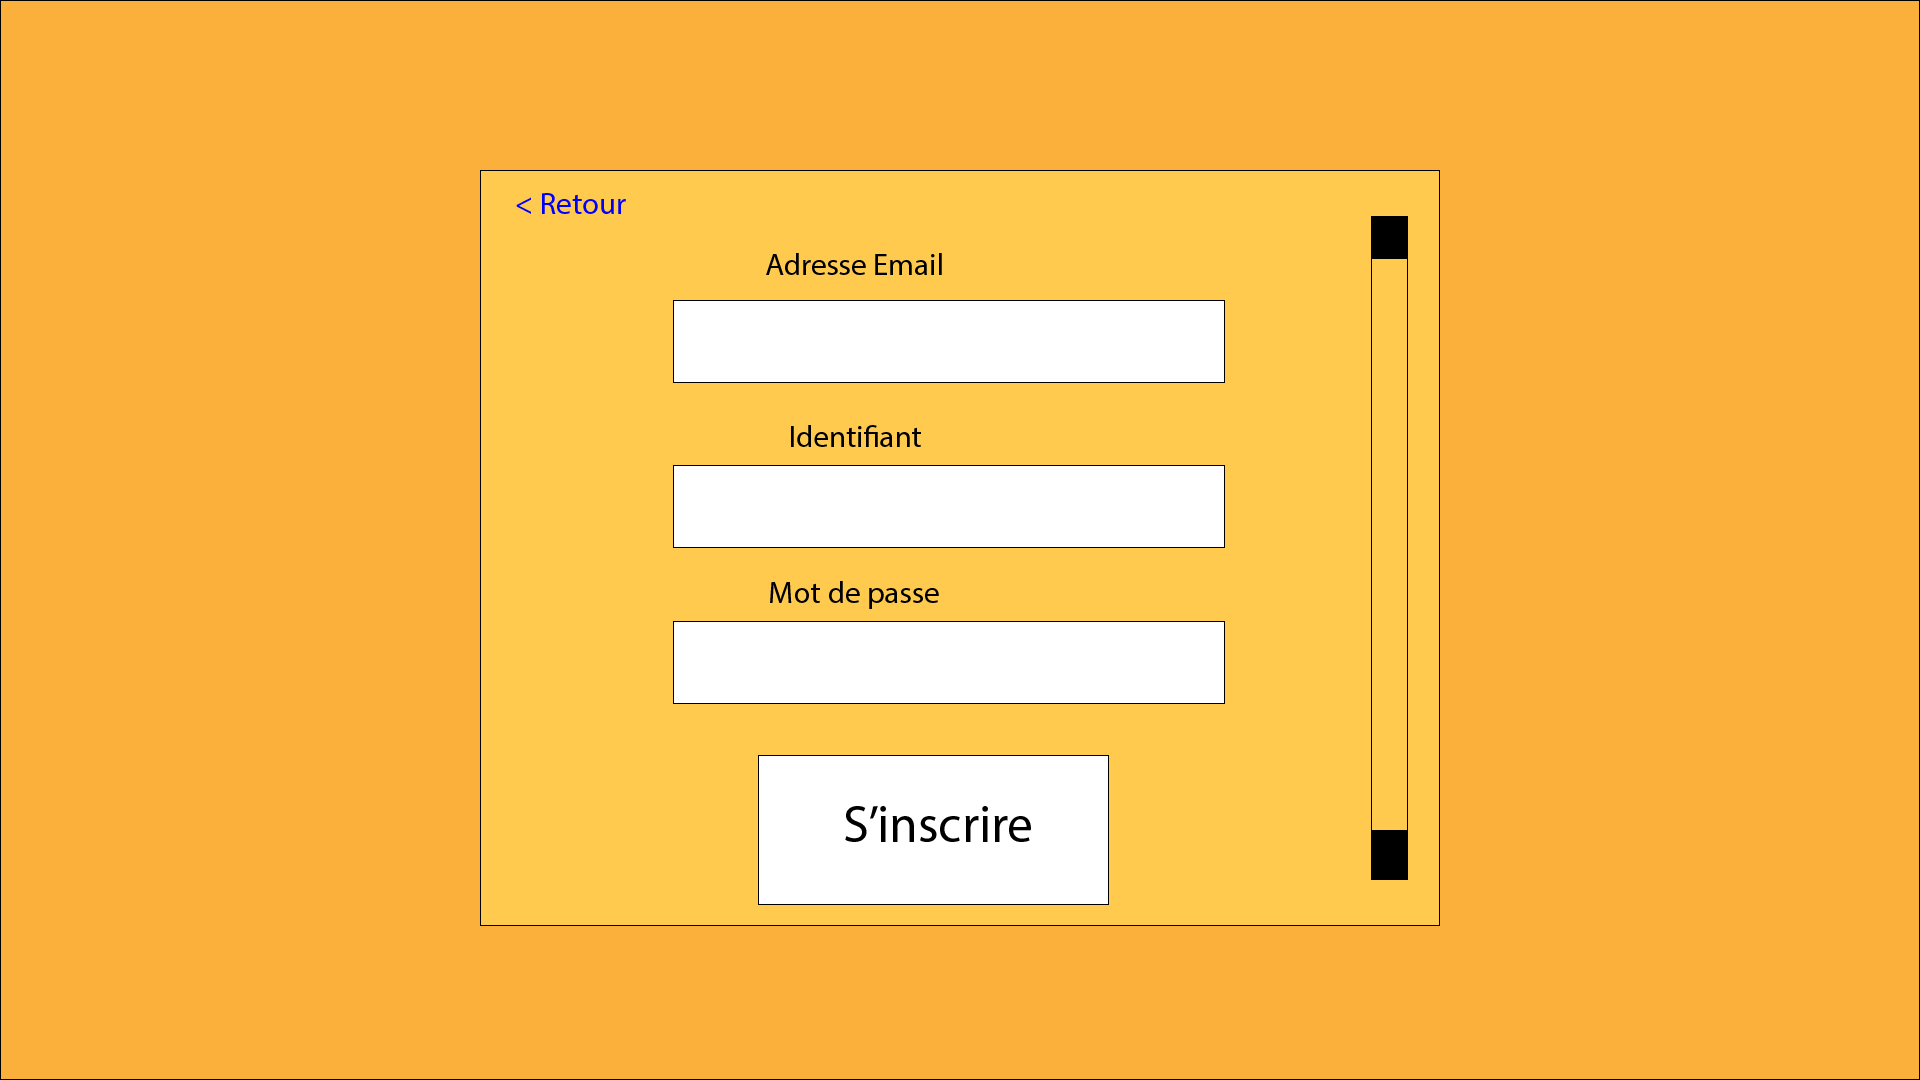 < Retour
Adresse Email
Identifiant
Mot de passe
S’inscrire